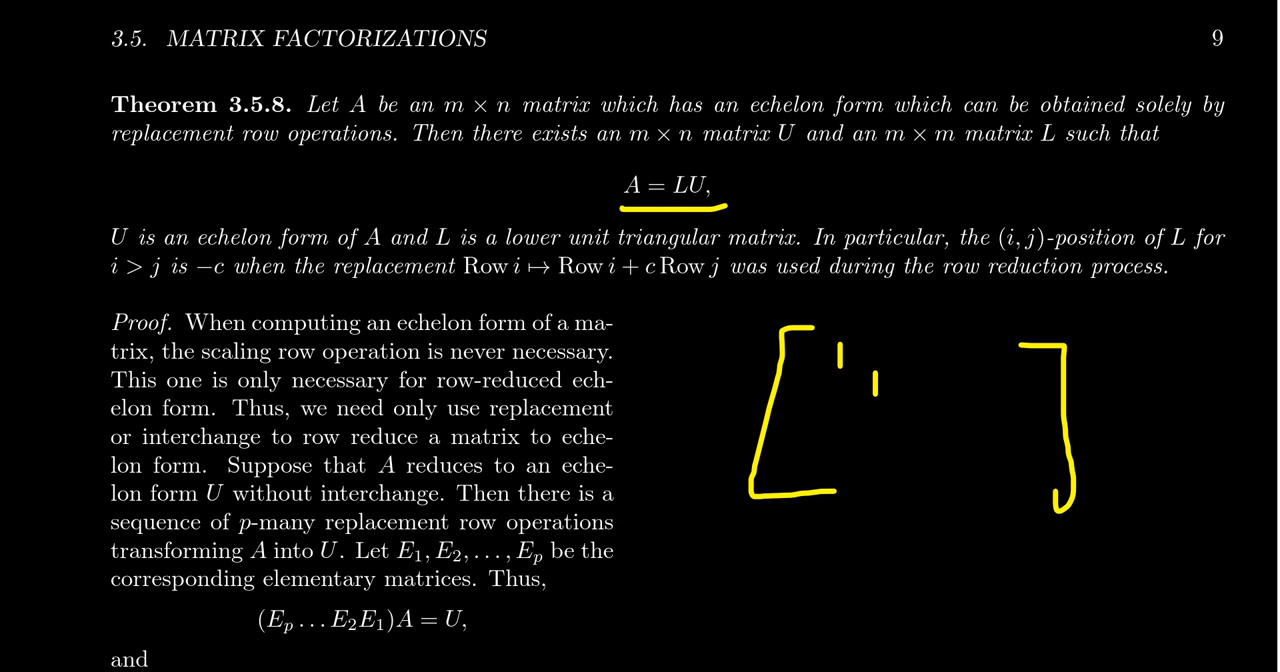 3.5. MATRIX FACTORIZATIONS 9
Theorem 3.5.8. Let A be an m × n matrix which has an echelon form which can be obtained solely by
replacement row operations. Then there exists an m × n matrix U and an m × m matrix L such that
A = LU,
U is an echelon form of A and L is a lower unit triangular matrix. In particular, the (i, j)-position of L for
i > j is −c when the replacement Row i ↦ Row i + c Row j was used during the row reduction process.
Proof. When computing an echelon form of a ma-
trix, the scaling row operation is never necessary.
This one is only necessary for row-reduced ech-
elon form. Thus, we need only use replacement
or interchange to row reduce a matrix to eche-
lon form. Suppose that A reduces to an eche-
lon form U without interchange. Then there is a
sequence of p-many replacement row operations
transforming A into U. Let E₁, E₂, . . . , Eₚ be the
corresponding elementary matrices. Thus,
(Eₚ . . . E₂E₁)A = U,
and
1
1